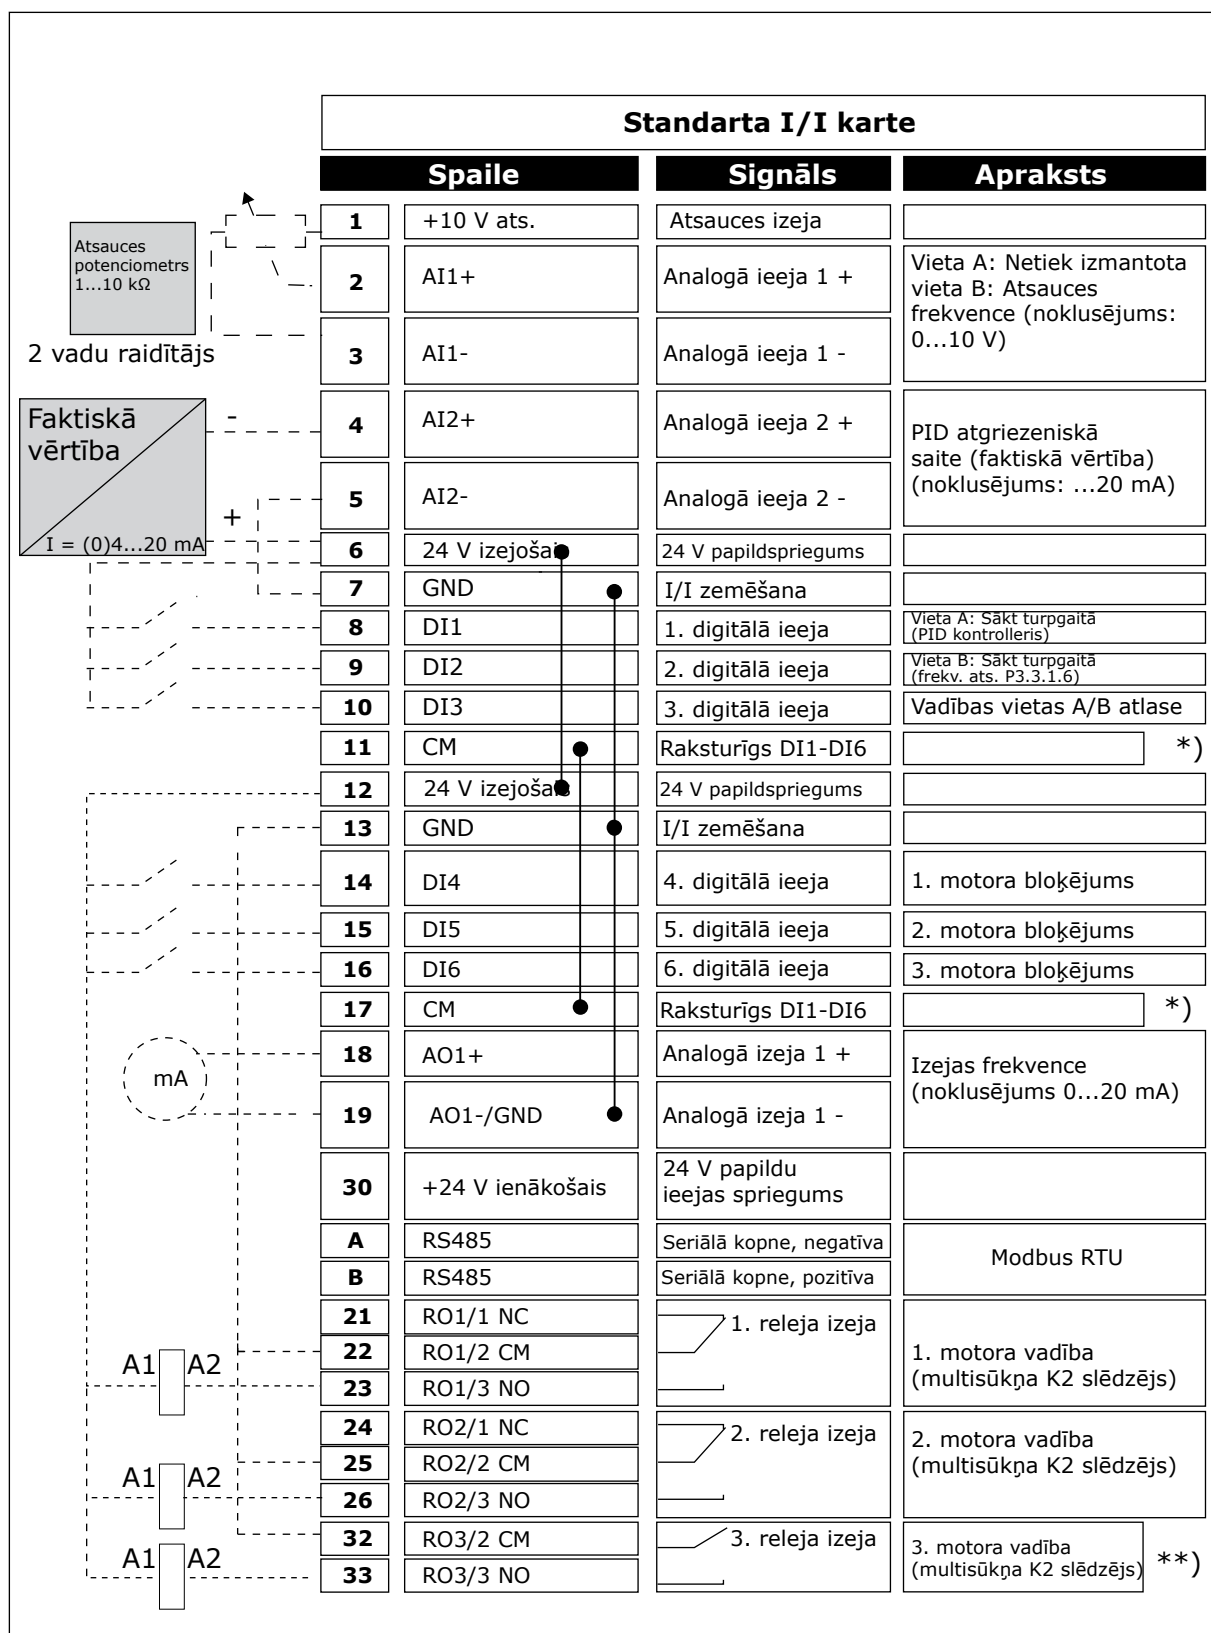 Standarta I/I karte
Spaile Signāls Apraksts
Atsauces
potenciometrs
1...10 kΩ
2 vadu raidītājs
Faktiskā
vērtība
-
+
I = (0)4...20 mA
1 +10 V ats. Atsauces izeja
2 AI1+ Analogā ieeja 1 +
3 AI1- Analogā ieeja 1 -
Vieta A: Netiek izmantota
vieta B: Atsauces
frekvence (noklusējums:
0...10 V)
4 AI2+ Analogā ieeja 2 +
5 AI2- Analogā ieeja 2 -
PID atgriezeniskā
saite (faktiskā vērtība)
(noklusējums: ...20 mA)
6 24 V izejošais 24 V papildspriegums
7 GND I/I zemēšana
8 DI1 1. digitālā ieeja
Vieta A: Sākt turpgaitā
(PID kontrolleris)
9 DI2 2. digitālā ieeja
Vieta B: Sākt turpgaitā
(frekv. ats. P3.3.1.6)
10 DI3 3. digitālā ieeja Vadības vietas A/B atlase
11 CM Raksturīgs DI1-DI6 *)
12 24 V izejošais 24 V papildspriegums
13 GND I/I zemēšana
14 DI4 4. digitālā ieeja 1. motora bloķējums
15 DI5 5. digitālā ieeja 2. motora bloķējums
16 DI6 6. digitālā ieeja 3. motora bloķējums
17 CM Raksturīgs DI1-DI6 *)
mA
18 AO1+ Analogā izeja 1 +
19 AO1-/GND Analogā izeja 1 -
Izejas frekvence
(noklusējums 0...20 mA)
30 +24 V ienākošais
24 V papildu
ieejas spriegums
A RS485 Seriālā kopne, negatīva
B RS485 Seriālā kopne, pozitīva
Modbus RTU
21 RO1/1 NC 1. releja izeja
22 RO1/2 CM
A1 A2
23 RO1/3 NO
1. motora vadība
(multisūkņa K2 slēdzējs)
24 RO2/1 NC 2. releja izeja
25 RO2/2 CM
A1 A2
26 RO2/3 NO
2. motora vadība
(multisūkņa K2 slēdzējs)
32 RO3/2 CM 3. releja izeja
A1 A2
33 RO3/3 NO
3. motora vadība
(multisūkņa K2 slēdzējs) **)